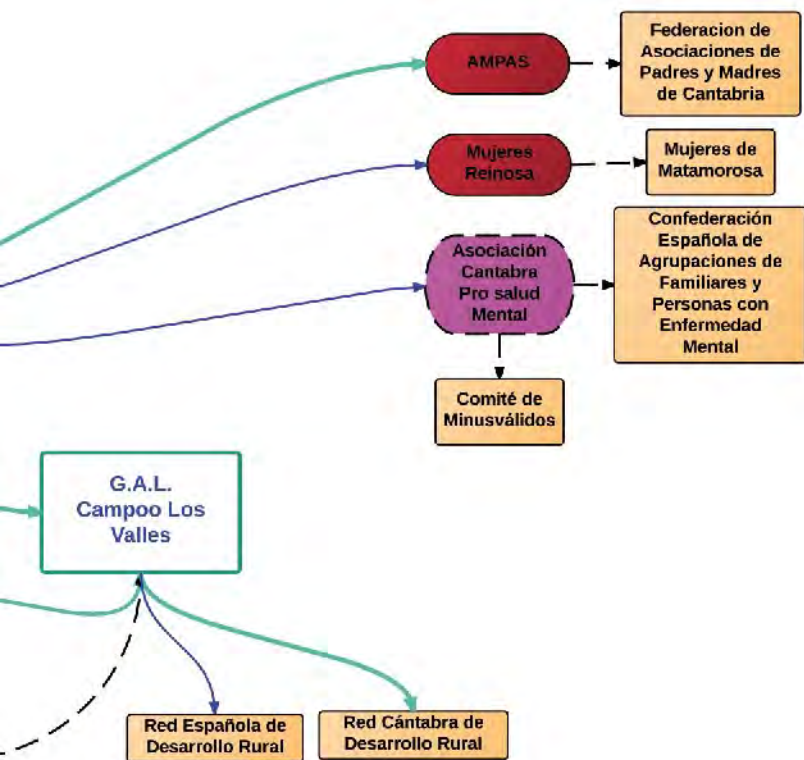 AMPAS
Federacion de
Asociaciones de
Padres y Madres
de Cantabria
Mujeres
Reinosa
Mujeres de
Matamorosa
Asociación
Cantabra
Pro salud
Mental
Confederación
Española de
Agrupaciones de
Familiares y
Personas con
Enfermedad
Mental
Comité de
Minusválidos
G.A.L.
Campoo Los
Valles
Red Española de
Desarrollo Rural
Red Cántabra de
Desarrollo Rural